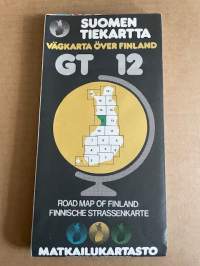 SUOMEN
TIEKARTTA
VÄGKARTA ÖVER FINLAND
GT 12
ROAD MAP OF FINLAND
FINNISCHE STRASSENKARTE
MATKAILUKARTASTO